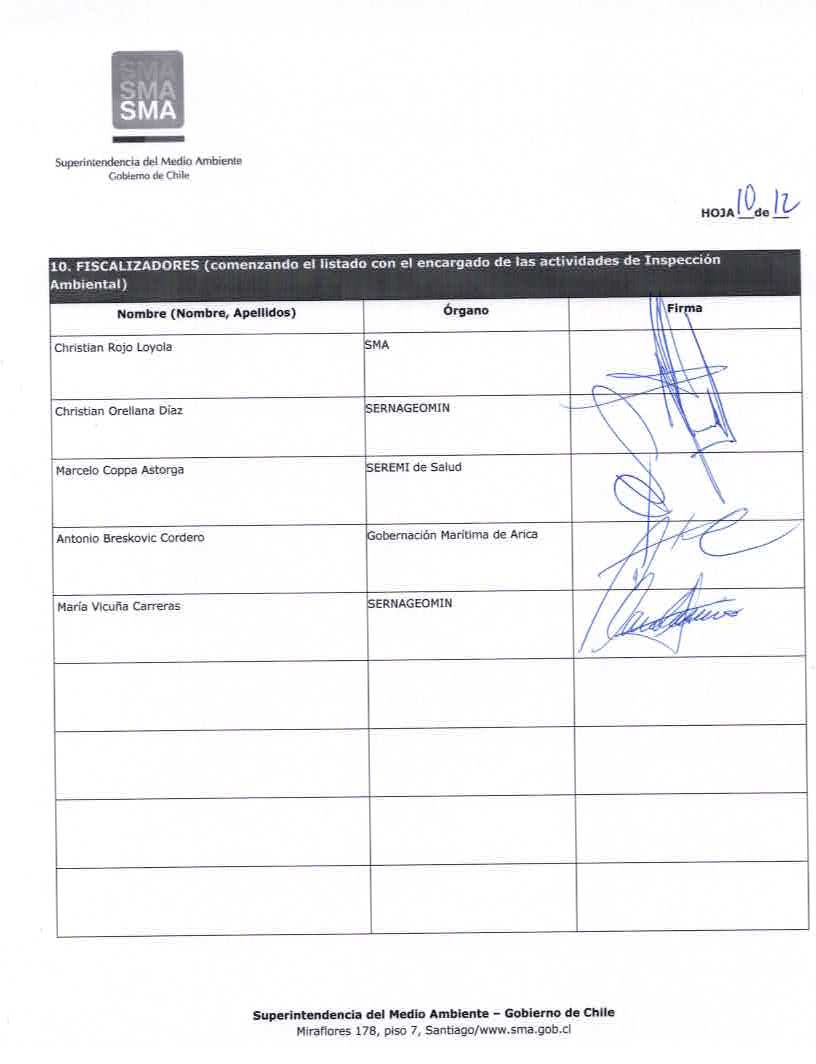 SMA
SMA
SMA
Superintendencia del Medio Ambiente
Gobierno de Chile
HOJA 10 de 12
10. FISCALIZADORES (comenzando el listado con el encargado de las actividades de Inspección
Ambiental)
Nombre (Nombre, Apellidos) Órgano Firma
Christian Rojo Loyola SMA
Christian Orellana Díaz SERNAGEOMIN
Marcelo Coppa Astorga SEREMI de Salud
Antonio Breskovic Cordero Gobernación Marítima de Arica
María Vicuña Carreras SERNAGEOMIN
Superintendencia del Medio Ambiente – Gobierno de Chile
Miraflores 178, piso 7, Santiago/www.sma.gob.cl